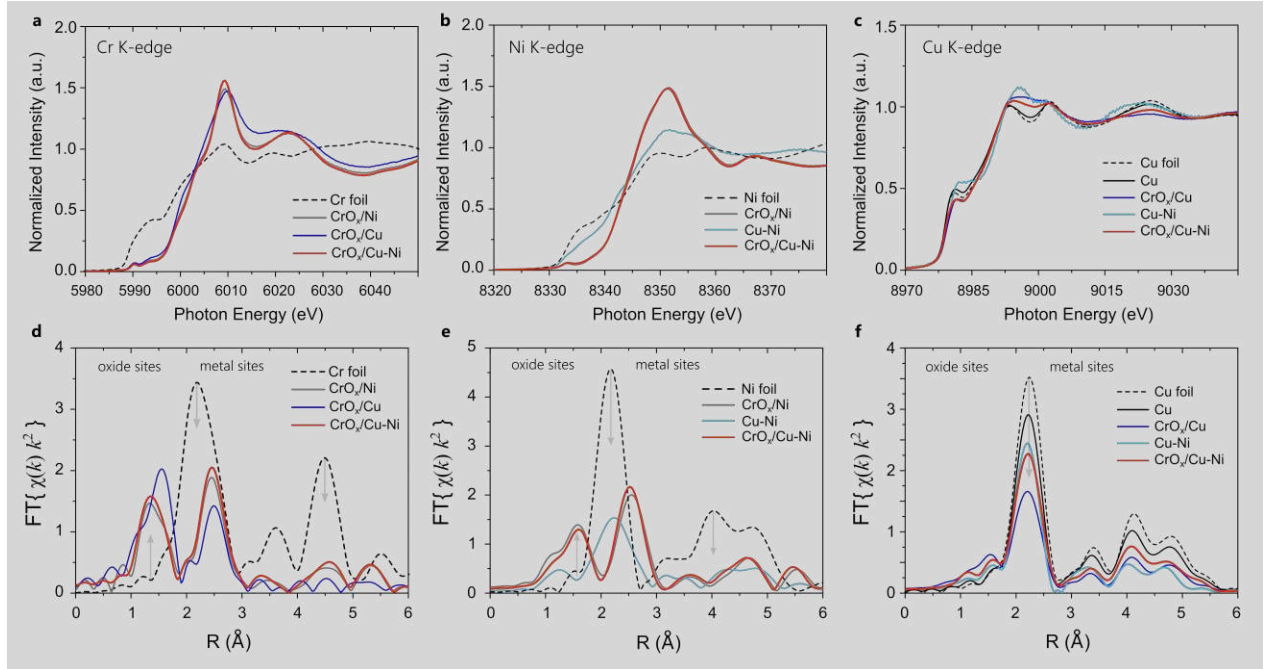 a
Cr K-edge
Normalized Intensity (a.u.)
2.0
1.5
1.0
0.5
0.0
5980 5990 6000 6010 6020 6030 6040
Photon Energy (eV)
Cr foil
CrOₓ/Ni
CrOₓ/Cu
CrOₓ/Cu-Ni
b
Ni K-edge
Normalized Intensity (a.u.)
2.0
1.5
1.0
0.5
0.0
8320 8330 8340 8350 8360 8370
Photon Energy (eV)
Ni foil
CrOₓ/Ni
Cu-Ni
CrOₓ/Cu-Ni
c
Cu K-edge
Normalized Intensity (a.u.)
1.5
1.0
0.5
0.0
8970 8985 9000 9015 9030
Photon Energy (eV)
Cu foil
Cu
CrOₓ/Cu
Cu-Ni
CrOₓ/Cu-Ni
d
oxide sites metal sites
FT{ χ(k) k² }
4
3
2
1
0
0 1 2 3 4 5 6
R (Å)
Cr foil
CrOₓ/Ni
CrOₓ/Cu
CrOₓ/Cu-Ni
e
oxide sites metal sites
FT{ χ(k) k² }
5
4
3
2
1
0
0 1 2 3 4 5 6
R (Å)
Ni foil
CrOₓ/Ni
Cu-Ni
CrOₓ/Cu-Ni
f
oxide sites metal sites
FT{ χ(k) k² }
4
3
2
1
0
0 1 2 3 4 5 6
R (Å)
Cu foil
Cu
CrOₓ/Cu
Cu-Ni
CrOₓ/Cu-Ni